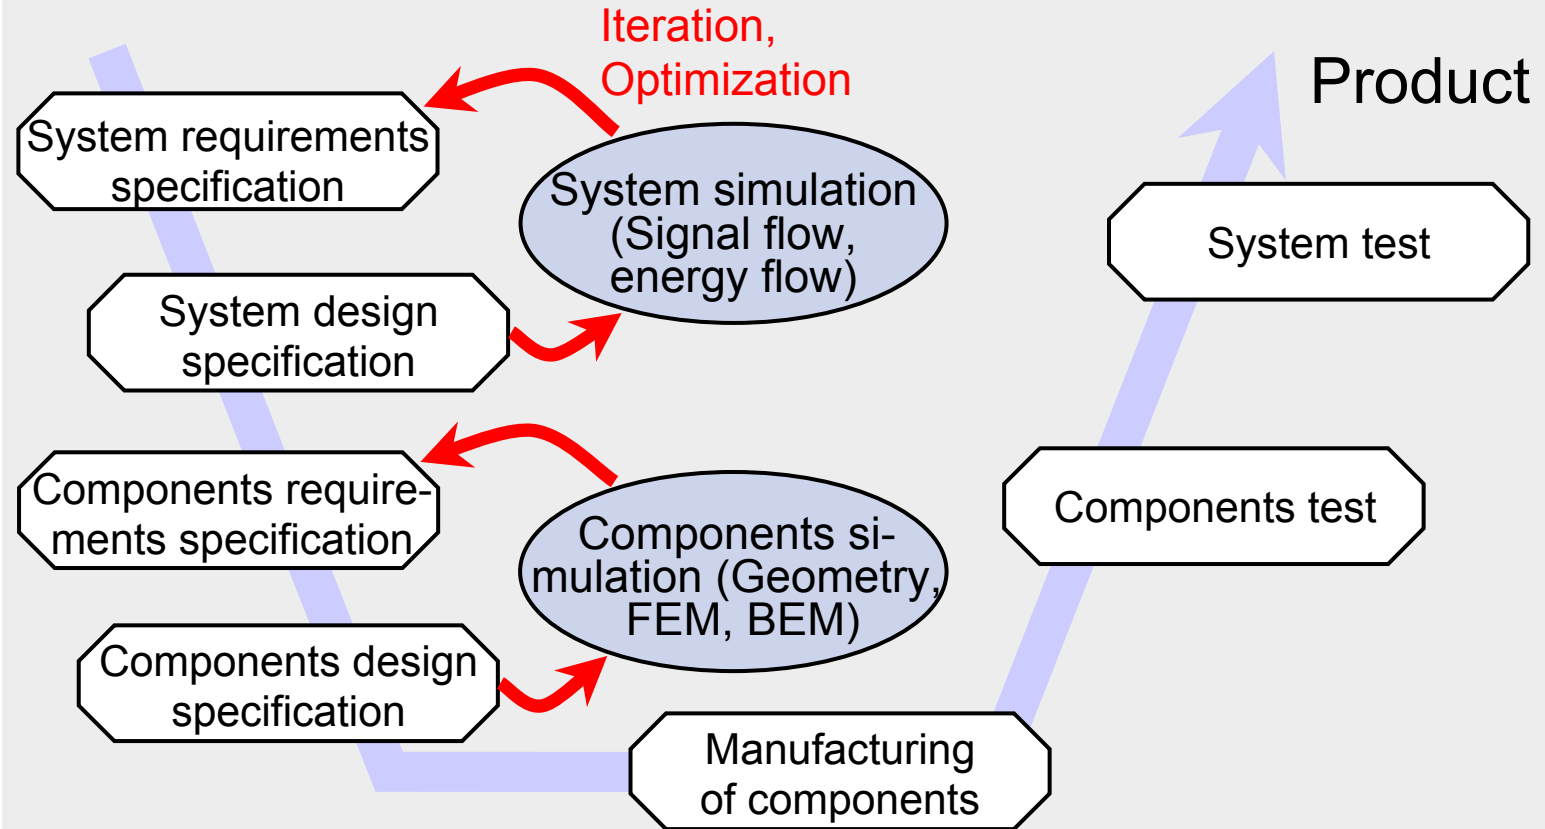 Iteration,
Optimization
Product
System requirements
specification
System simulation
(Signal flow,
energy flow)
System test
System design
specification
Components require-
ments specification
Components si-
mulation (Geometry,
FEM, BEM)
Components test
Components design
specification
Manufacturing
of components